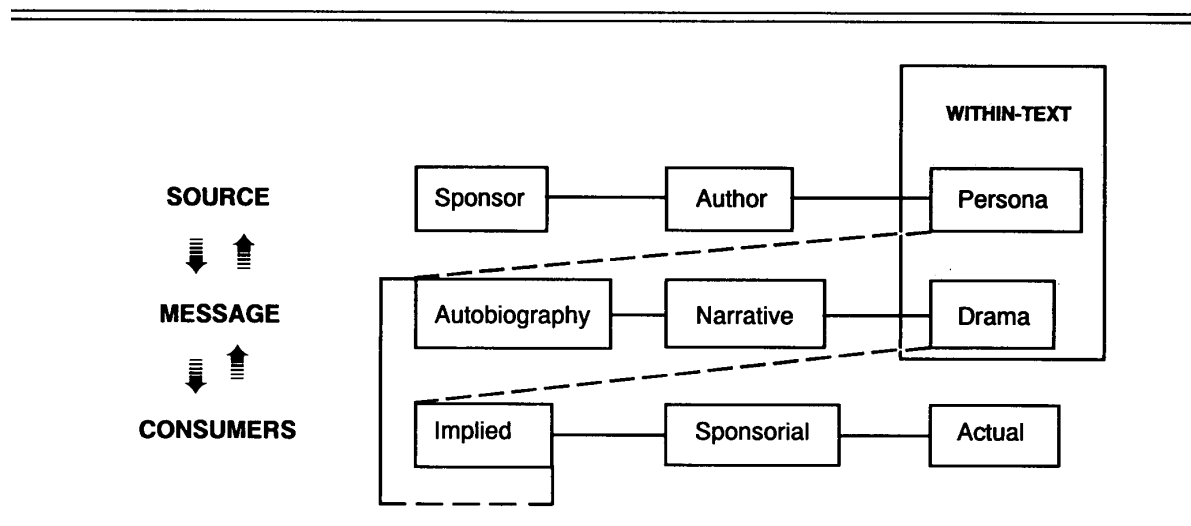 WITHIN-TEXT
SOURCE Sponsor Author Persona
MESSAGE Autobiography Narrative Drama
CONSUMERS Implied Sponsorial Actual